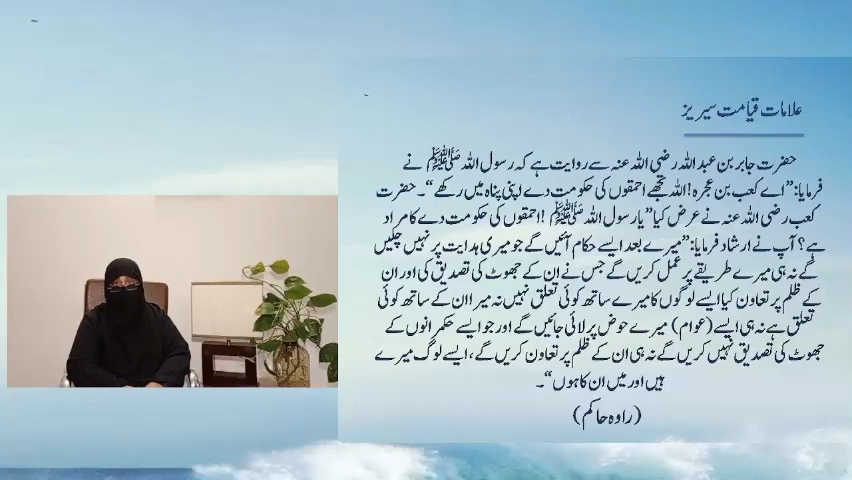 علامات قیامت سیریز
حضرت جابر بن عبد اللہ رضی اللہ عنہ سے روایت ہے کہ رسول اللہ ﷺ نے
فرمایا: ”اے کعب بن عجرہ! اللہ تجھے احمقوں کی حکومت دے اپنی پناہ میں رکھے“۔ حضرت
کعب رضی اللہ عنہ نے عرض کیا ”یا رسول اللہ ﷺ! احمقوں کی حکومت دے کا مراد
ہے؟ آپ نے ارشاد فرمایا: ”میرے بعد ایسے حکام آئیں گے جو میری ہدایت پر نہیں چلیں
گے نہ ہی میرے طریقے پر عمل کریں گے جس نے ان کے جھوٹ کی تصدیق کی اور ان
کے ظلم پر تعاون کیا ایسے لوگوں کا میرے ساتھ کوئی تعلق نہیں نہ میرا ان کے ساتھ کوئی
تعلق ہے نہ ہی ایسے (عوام) میرے حوض پر لائی جائیں گے اور جو ایسے حکمرانوں کے
جھوٹ کی تصدیق نہیں کریں گے نہ ہی ان کے ظلم پر تعاون کریں گے، ایسے لوگ میرے
ہیں اور میں ان کا ہوں“۔
(راوہ حاکم)